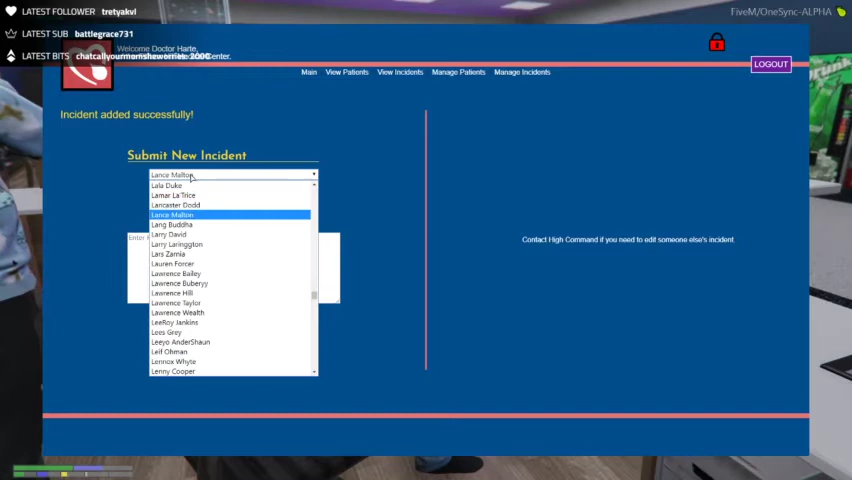 LATEST FOLLOWER tretyakvl
FiveM/OneSync-ALPHA
LATEST SUB battlegrace731
Welcome Doctor Harte,
LATEST BITS
Center.
LOGOUT
Main View Patients View Incidents Manage Patients Manage Incidents
Incident added successfully!
Submit New Incident
Lance Malton
Lala Duke
Lamar La'Trice
Lancaster Dodd
Lance Malton
Lang Buddha
Larry David
Larry Laringgton
Lars Zarnia
Lauren Forcer
Lawrence Bailey
Lawrence Buberyy
Lawrence Hill
Lawrence Taylor
Lawrence Wealth
LeeRoy Jankins
Lees Grey
Leeyo AnderShaun
Leif Ohman
Lennox Whyte
Lenny Cooper
Enter
Contact High Command if you need to edit someone else's incident.